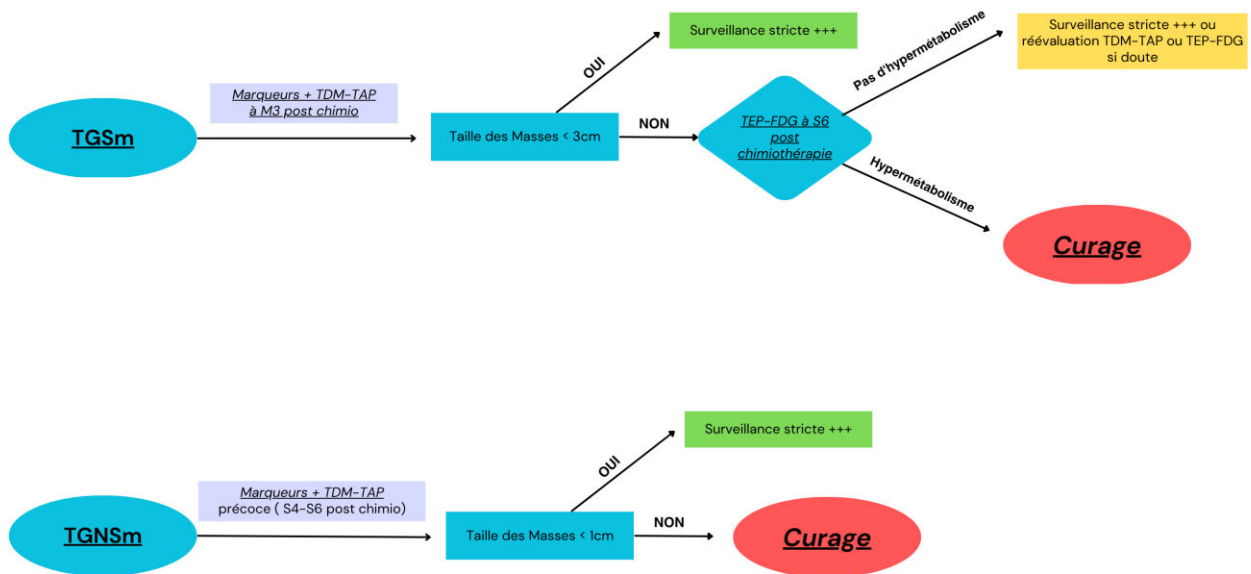 Surveillance stricte +++
OUI
Pas d'hypermétabolisme
Surveillance stricte +++ ou
réévaluation TDM-TAP ou TEP-FDG
si doute
TGSm
Marqueurs + TDM-TAP
à M3 post chimio
Taille des Masses < 3cm
NON
TEP-FDG à S6
post
chimiothérapie
Hypermétabolisme
Curage
Surveillance stricte +++
OUI
TGNSm
Marqueurs + TDM-TAP
précoce ( S4-S6 post chimio)
Taille des Masses < 1cm
NON
Curage